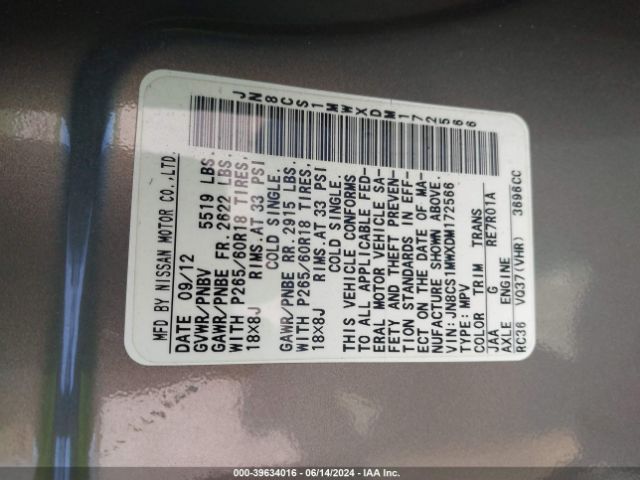 JN8CS1MWXDM172566
MFD BY NISSAN MOTOR CO.,LTD.
DATE 09/12
GVWR/PNBV 5519 LBS.
GAWR/PNBE FR. 2622 LBS.
WITH P265/60R18 TIRES,
18X8J RIMS.AT 33 PSI
COLD SINGLE.
GAWR/PNBE RR. 2915 LBS.
WITH P265/60R18 TIRES,
18X8J RIMS.AT 33 PSI
COLD SINGLE.
THIS VEHICLE CONFORMS
TO ALL APPLICABLE FED-
ERAL MOTOR VEHICLE SA-
FETY AND THEFT PREVEN-
TION STANDARDS IN EFF-
ECT ON THE DATE OF MA-
NUFACTURE SHOWN ABOVE.
VIN: JN8CS1MWXDM172566
TYPE: MPV
COLOR TRIM TRANS
JAA G RE7R01A
AXLE ENGINE
RC36 VQ37(VHR) 3696CC
000-39634016 - 06/14/2024 - IAA Inc.